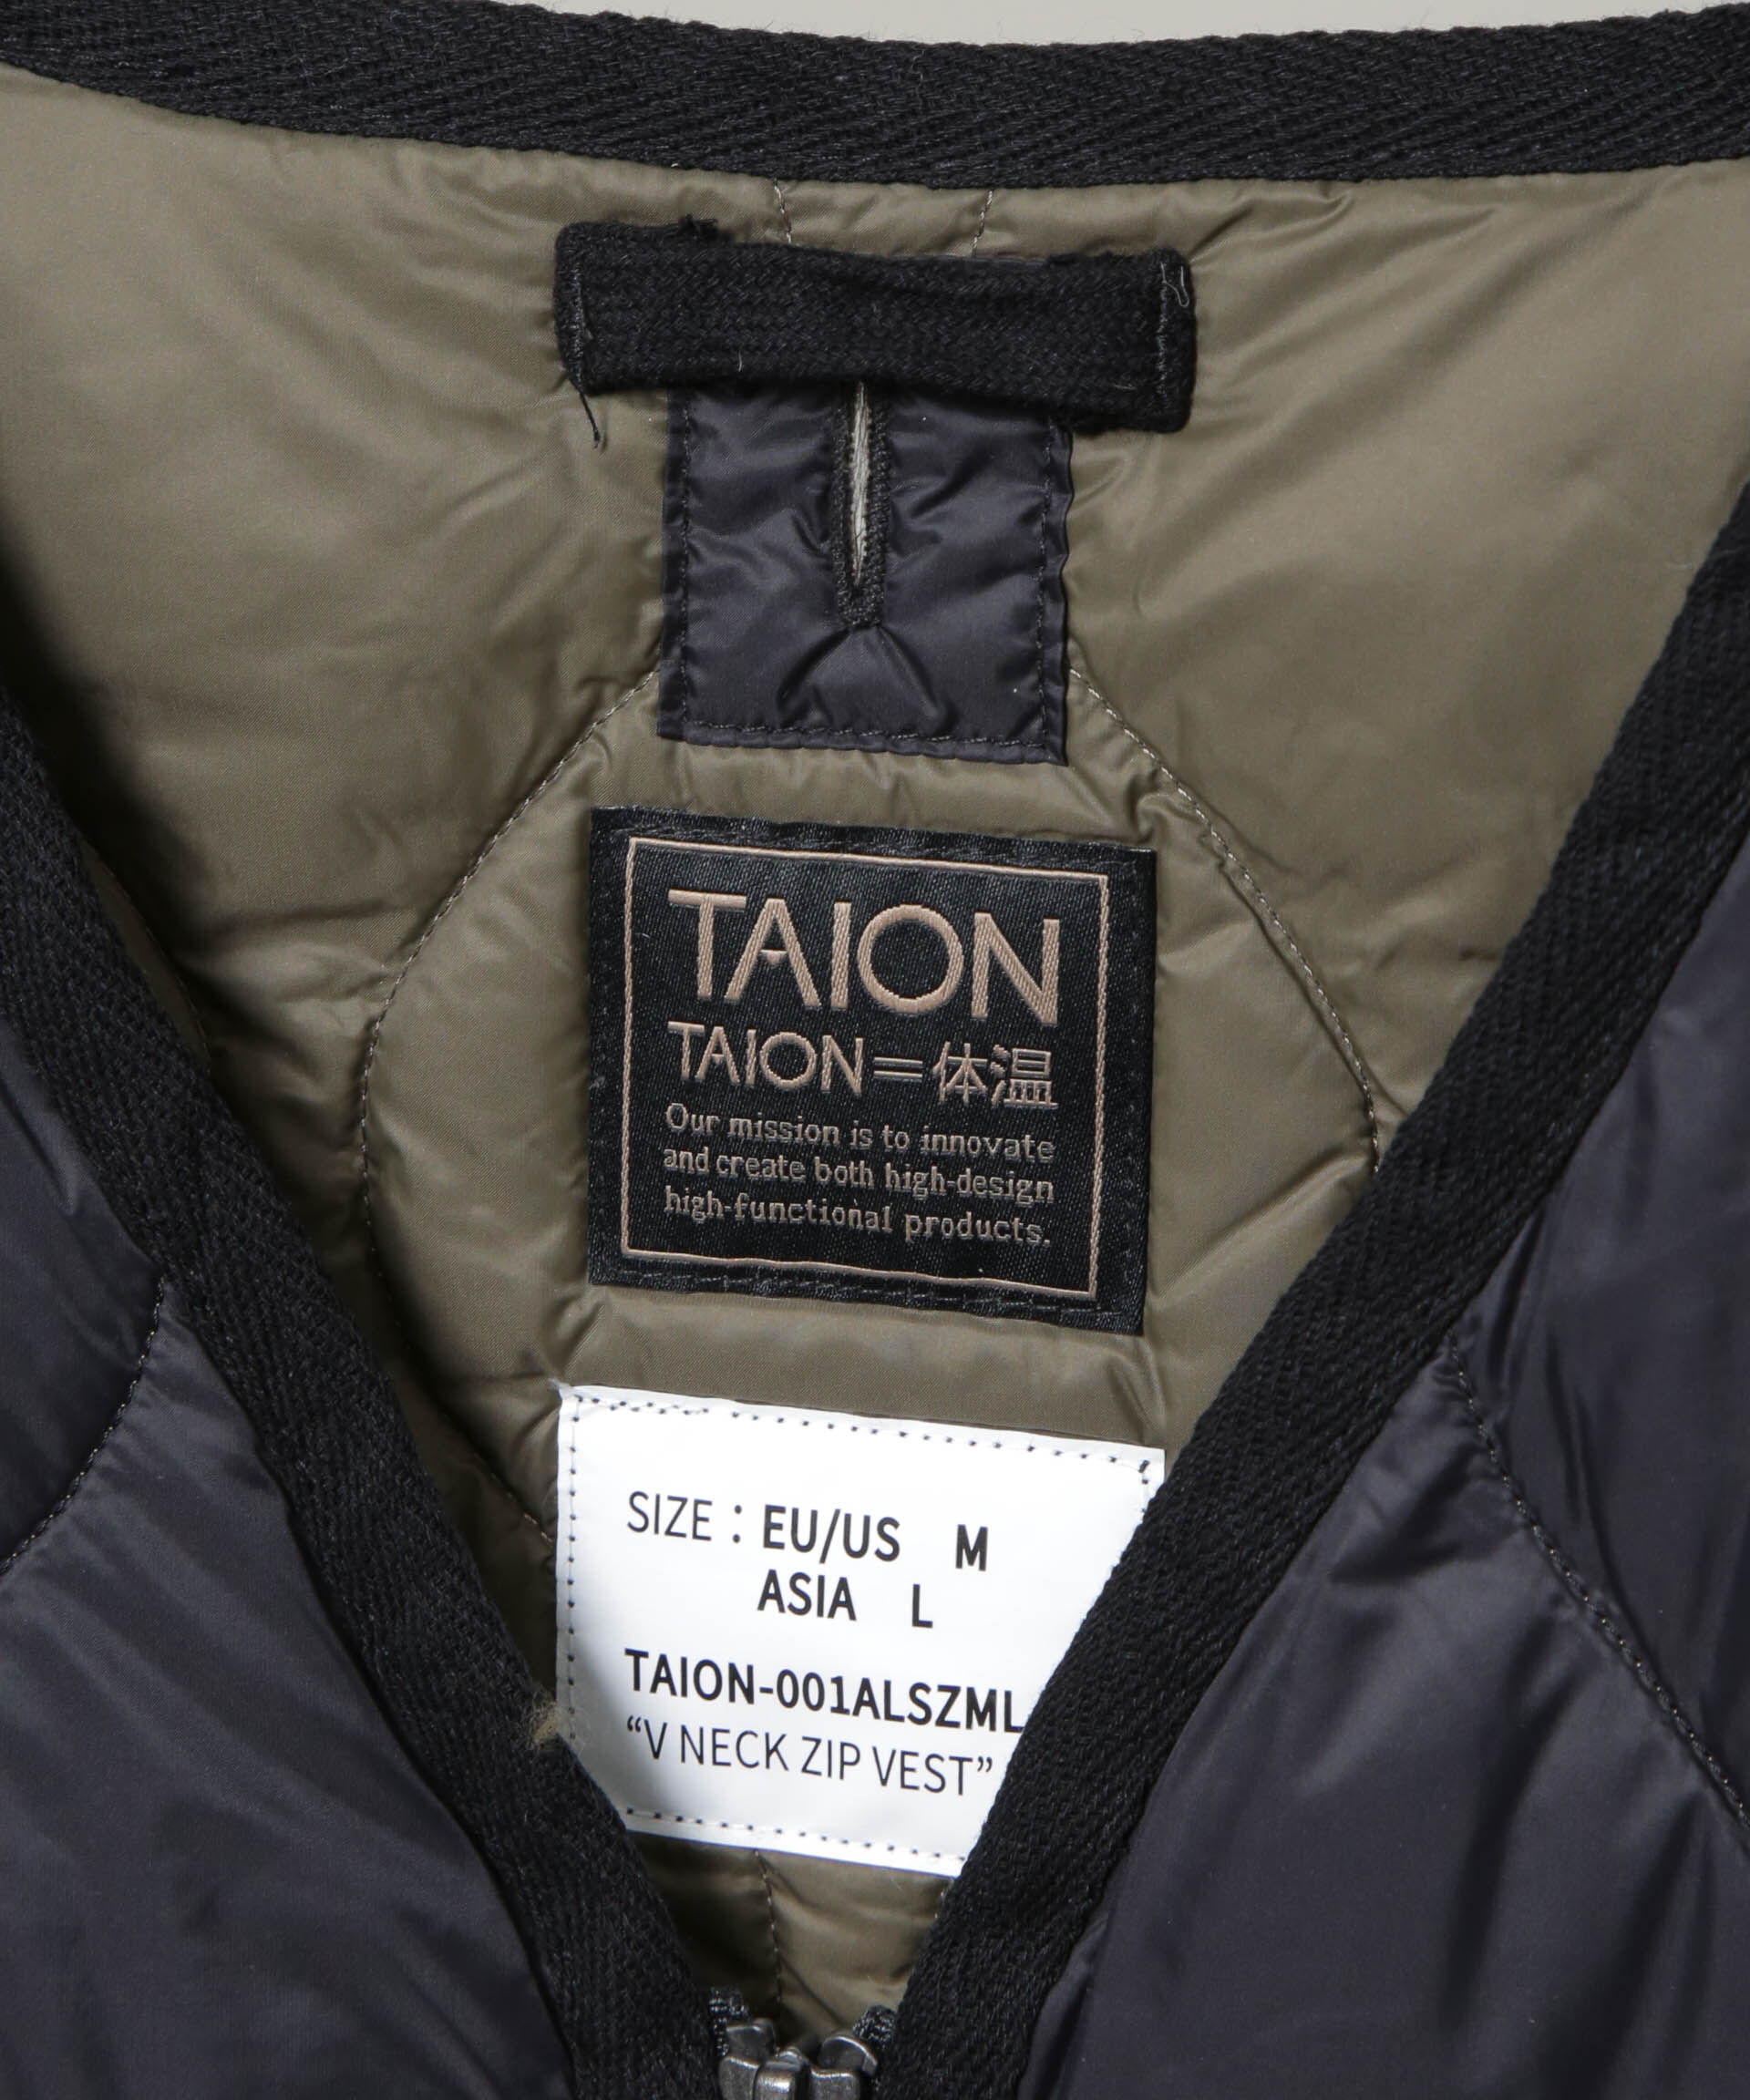 TAION
TAION=体温
Our mission is to innovate
and create both high-design
high-functional products.
SIZE : EU/US M
ASIA L
TAION-001ALSZML
“V NECK ZIP VEST”